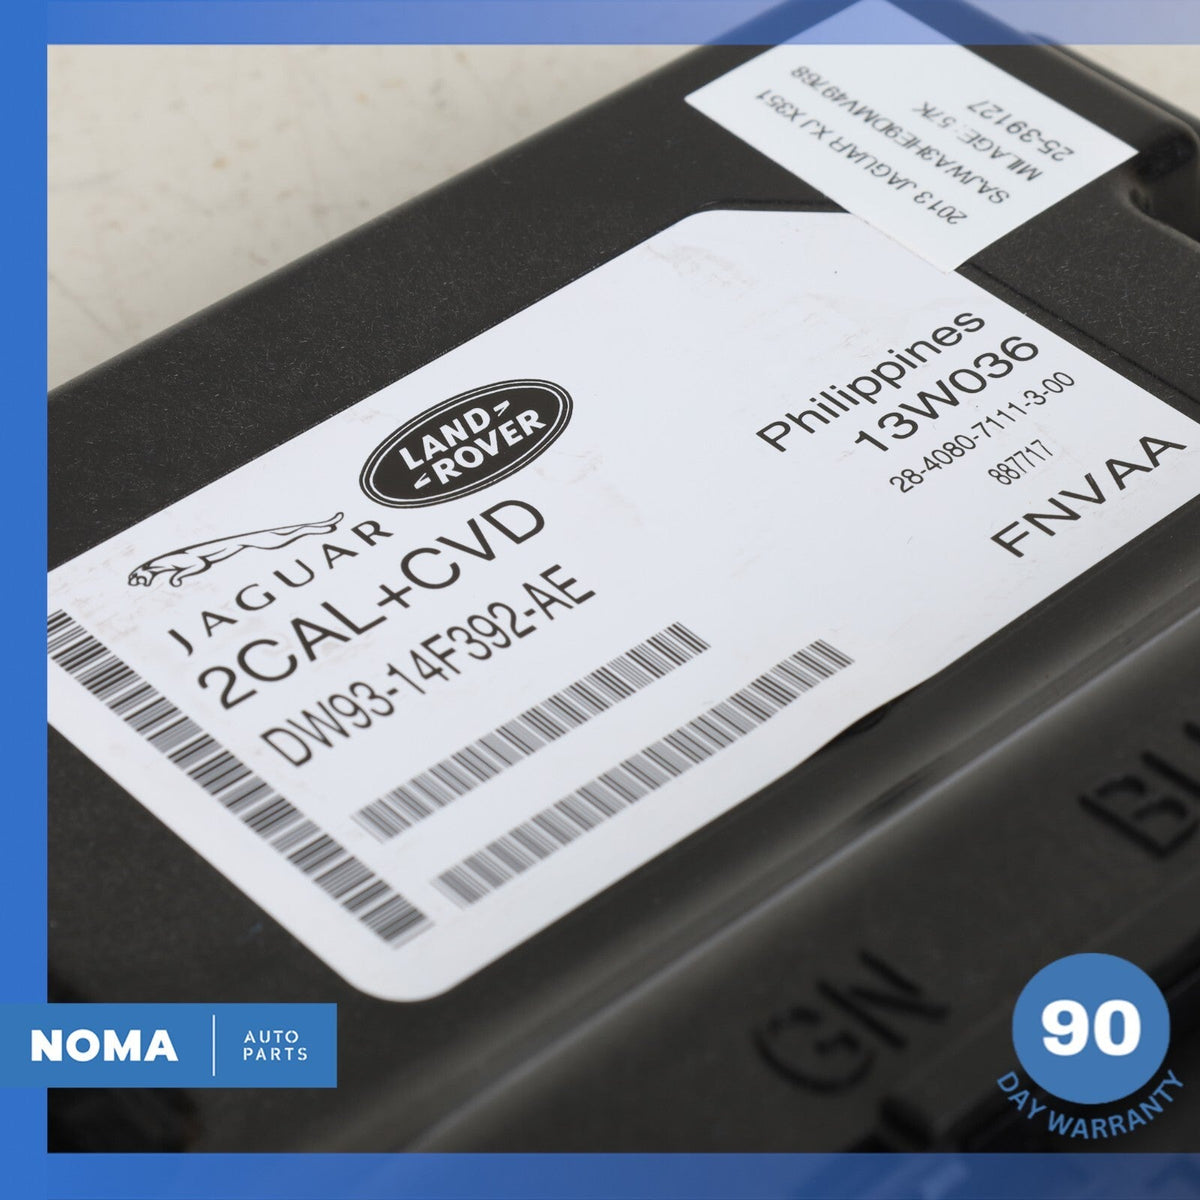 2013 JAGUAR XJ X351
SAJWA3HE9DMV49768
MILAGE: 57K
25-39127
LAND
ROVER
JAGUAR
2CAL+CVD
DW93-14F392-AE
Philippines
13W036
28-4080-7111-3-00
887717
FNVAA
GN
NOMA
AUTO
PARTS
90
DAY WARRANTY